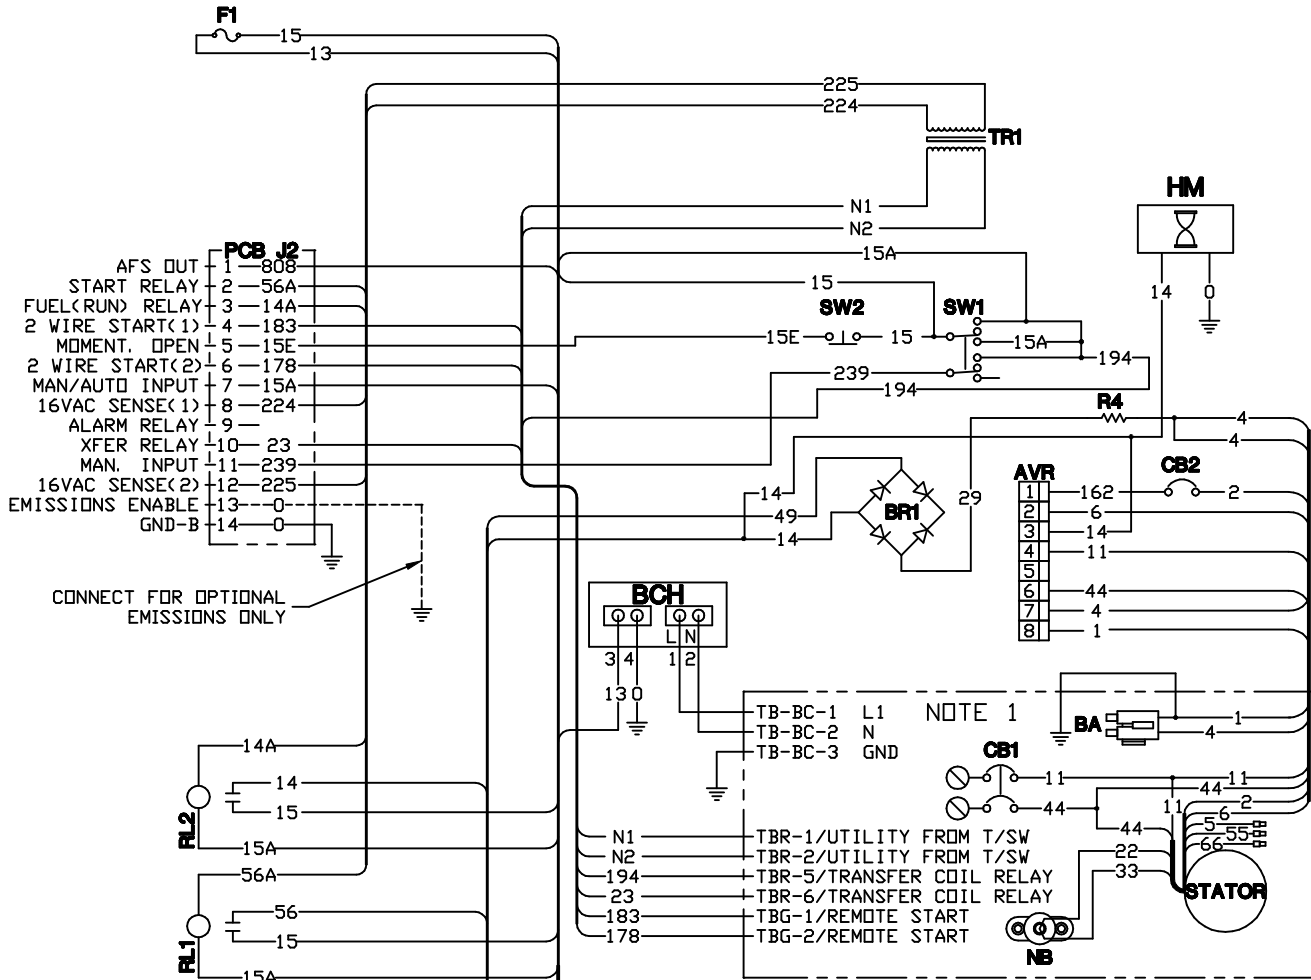 F1
15
13
225
224
TR1
N1
N2
HM
14 0
15A
15
SW2 SW1
15E 15 15A
194
239
194
PCB J2
AFS OUT 1 808
START RELAY 2 56A
FUEL(RUN) RELAY 3 14A
2 WIRE START(1) 4 183
MOMENT. OPEN 5 15E
2 WIRE START(2) 6 178
MAN/AUTO INPUT 7 15A
16VAC SENSE(1) 8 224
ALARM RELAY 9
XFER RELAY 10 23
MAN. INPUT 11 239
16VAC SENSE(2) 12 225
EMISSIONS ENABLE 13 0
GND-B 14 0
CONNECT FOR OPTIONAL
EMISSIONS ONLY
R4
4
4
14
49
14
BR1
29
AVR
CB2
1 162 2
2 6
3 14
4 11
5
6 44
7 4
8 1
BCH
L N
3 4 1 2
13 0
TB-BC-1 L1 NOTE 1
TB-BC-2 N
TB-BC-3 GND
BA
1
4
CB1
11 11
44
44
2
11
6
44
5
55
22
66
33
STATOR
NB
14A
14
15
RL2
15A
56A
56
15
RL1
15A
N1 TBR-1/UTILITY FROM T/SW
N2 TBR-2/UTILITY FROM T/SW
194 TBR-5/TRANSFER COIL RELAY
23 TBR-6/TRANSFER COIL RELAY
183 TBG-1/REMOTE START
178 TBG-2/REMOTE START